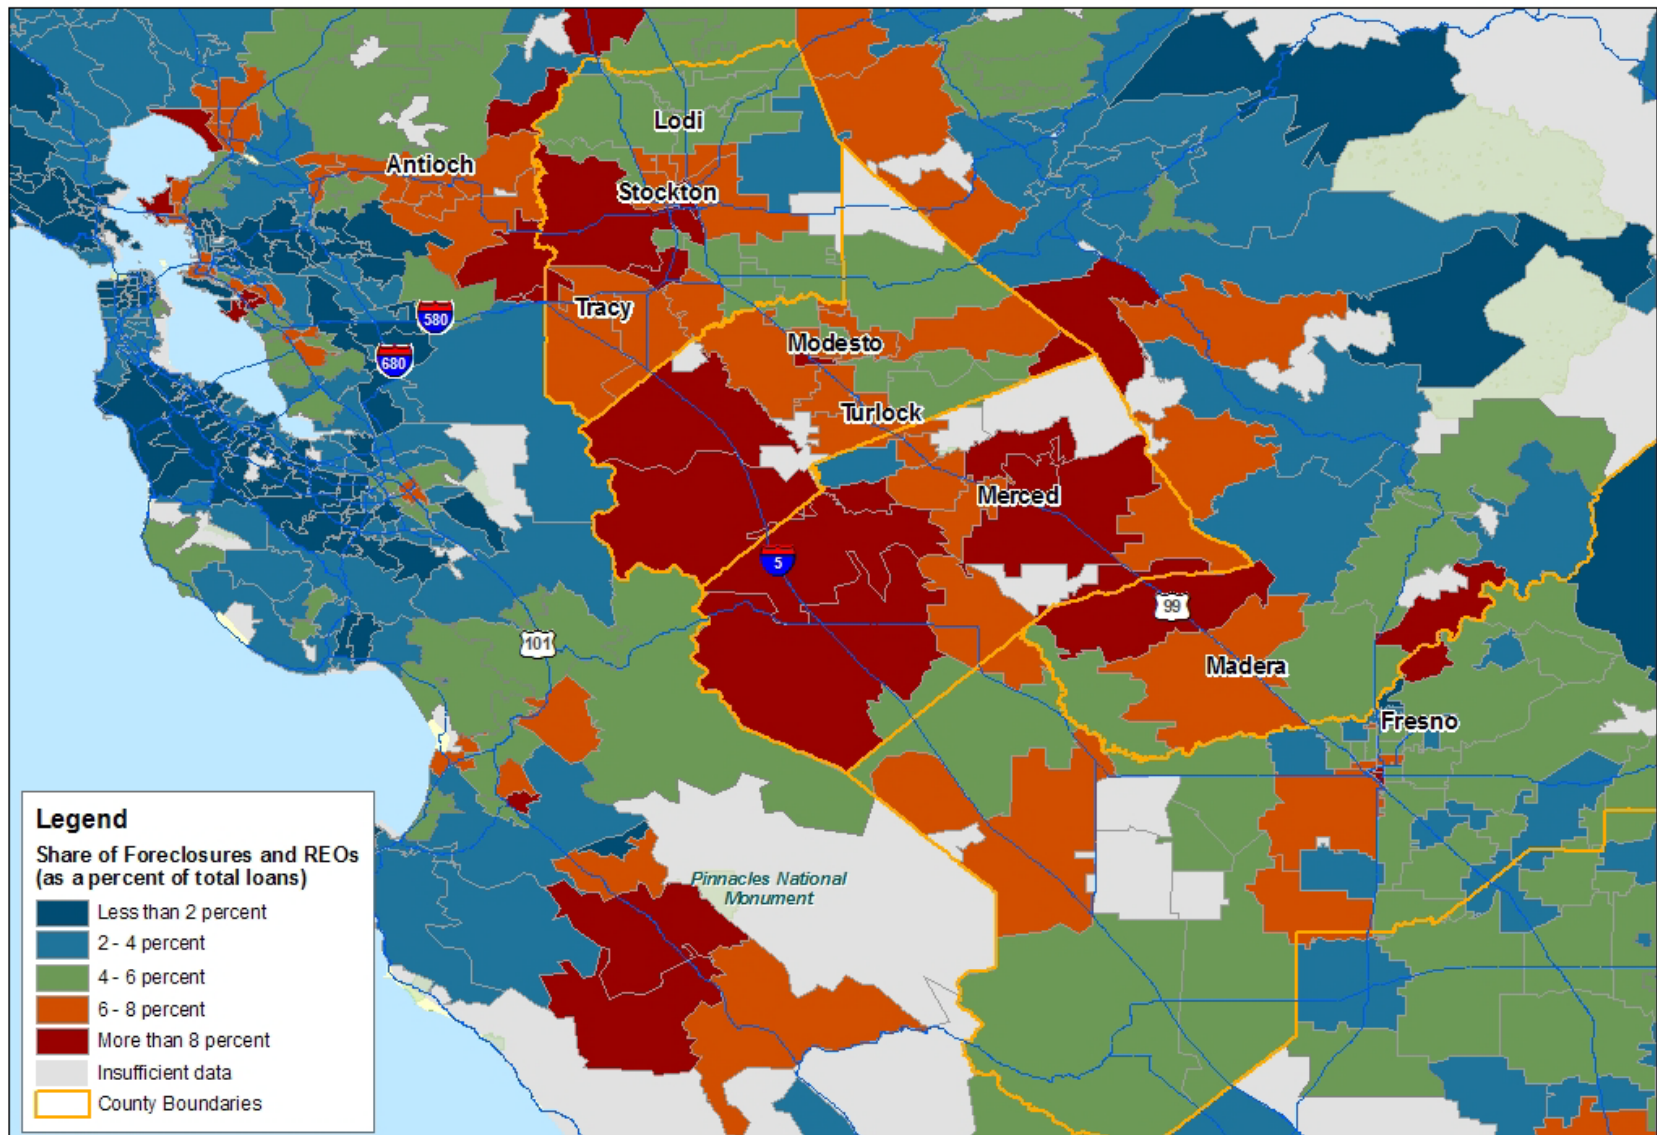 Lodi
Antioch
Stockton
Tracy
580
Modesto
680
Turlock
Merced
5
99
101
Madera
Fresno
Pinnacles National
Monument
Legend
Share of Foreclosures and REOs
(as a percent of total loans)
Less than 2 percent
2 - 4 percent
4 - 6 percent
6 - 8 percent
More than 8 percent
Insufficient data
County Boundaries